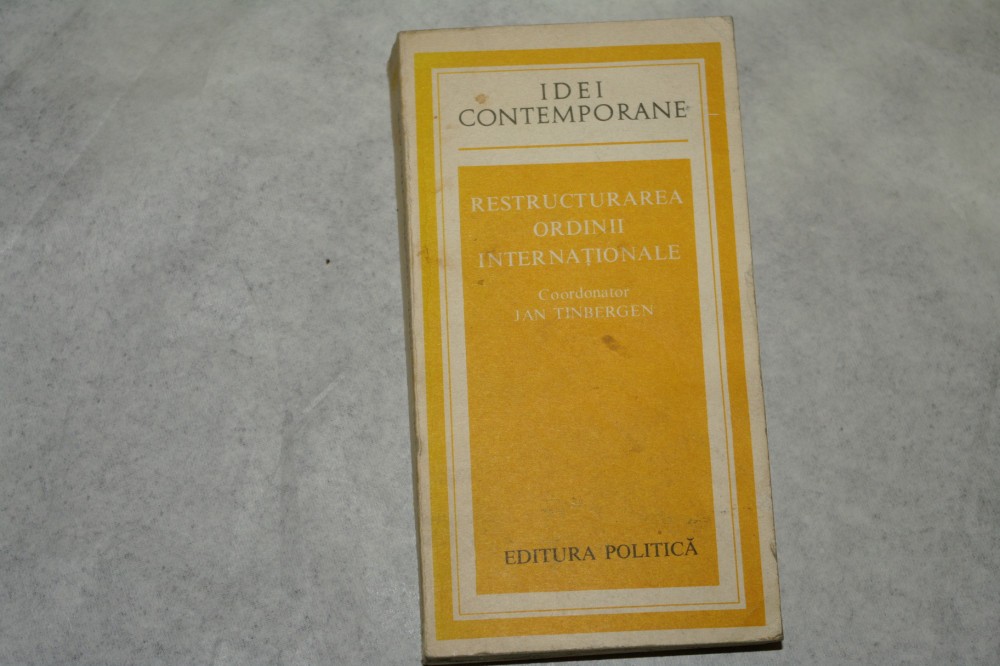 IDEI
CONTEMPORANE
RESTRUCTURAREA
ORDINII
INTERNAȚIONALE
Coordonator
JAN TINBERGEN
EDITURA POLITICĂ